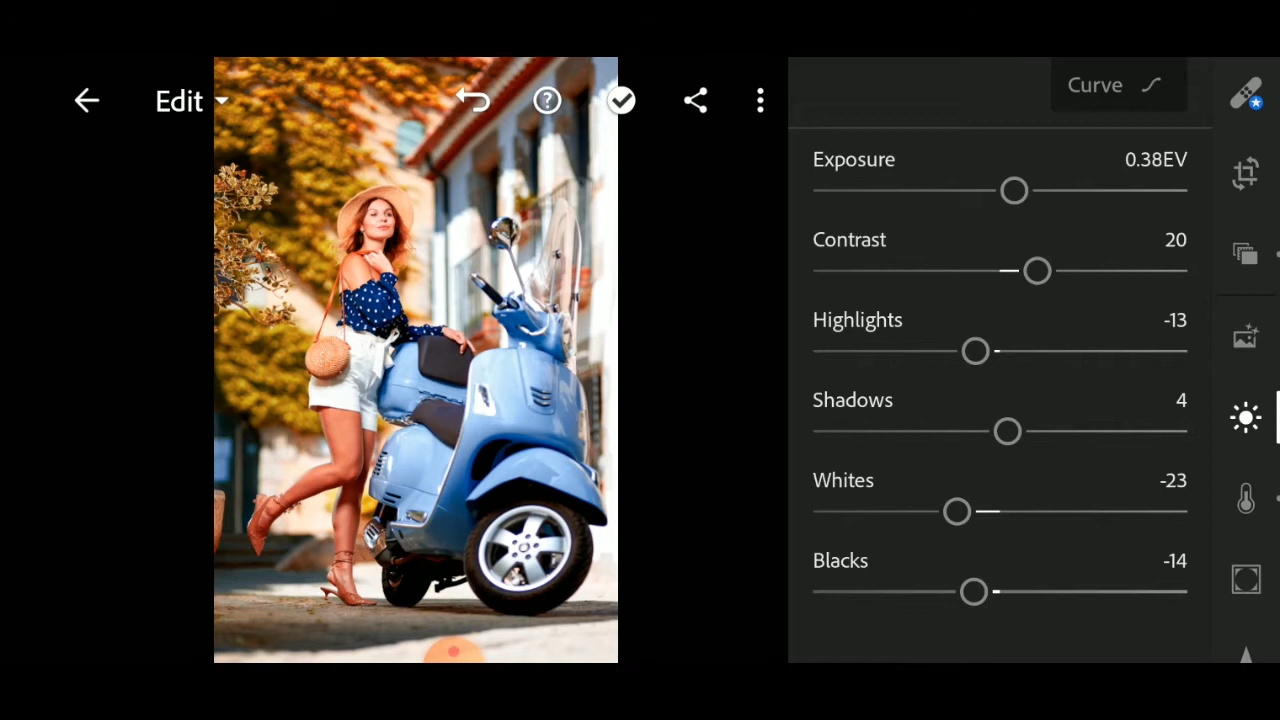 Edit
Curve
Exposure 0.38EV
Contrast 20
Highlights -13
Shadows 4
Whites -23
Blacks -14